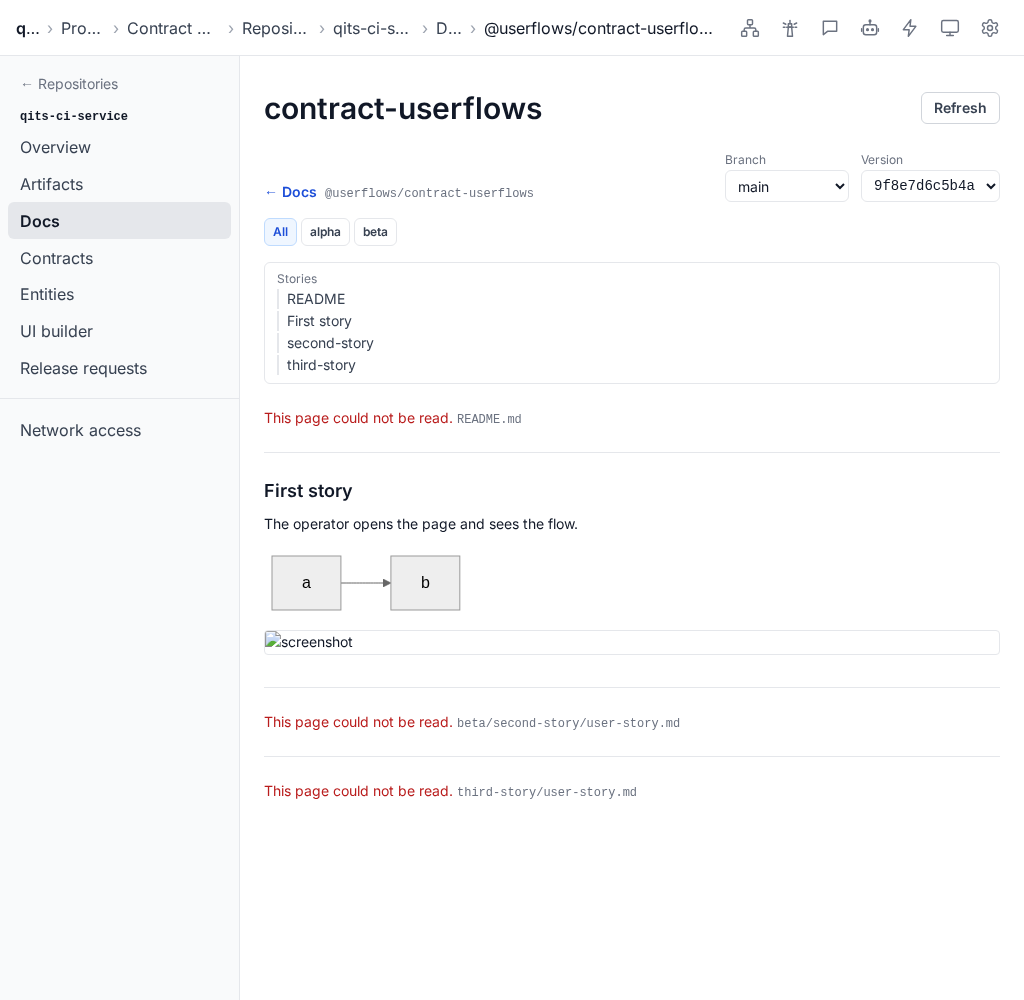 q… › Pro… › Contract … › Reposi… › qits-ci-s… › D… › @userflows/contract-userflo…
← Repositories
qits-ci-service
Overview
Artifacts
Docs
Contracts
Entities
UI builder
Release requests
Network access
contract-userflows
Refresh
← Docs @userflows/contract-userflows
Branch
main
Version
9f8e7d6c5b4a
All
alpha
beta
Stories
README
First story
second-story
third-story
This page could not be read. README.md
First story
The operator opens the page and sees the flow.
a
b
screenshot
This page could not be read. beta/second-story/user-story.md
This page could not be read. third-story/user-story.md